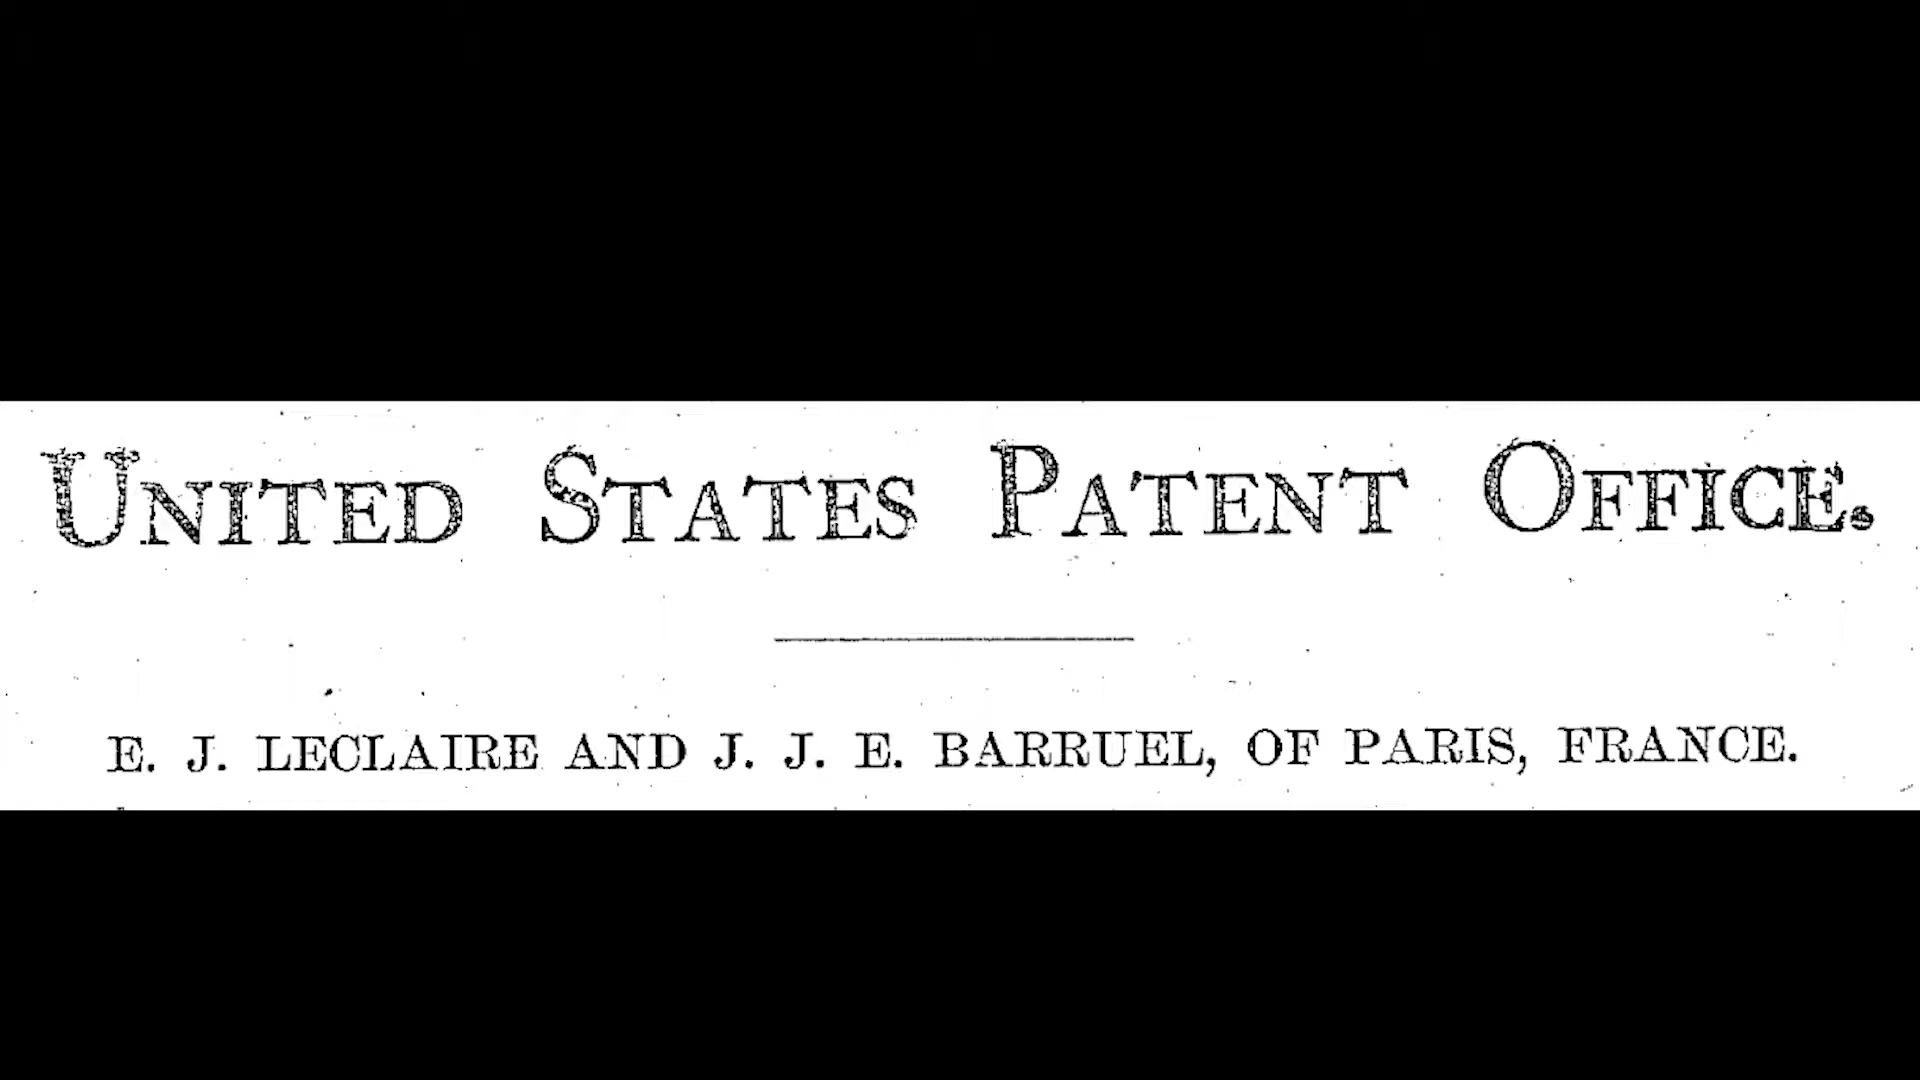 UNITED STATES PATENT OFFICE.
E. J. LECLAIRE AND J. J. E. BARRUEL, OF PARIS, FRANCE.